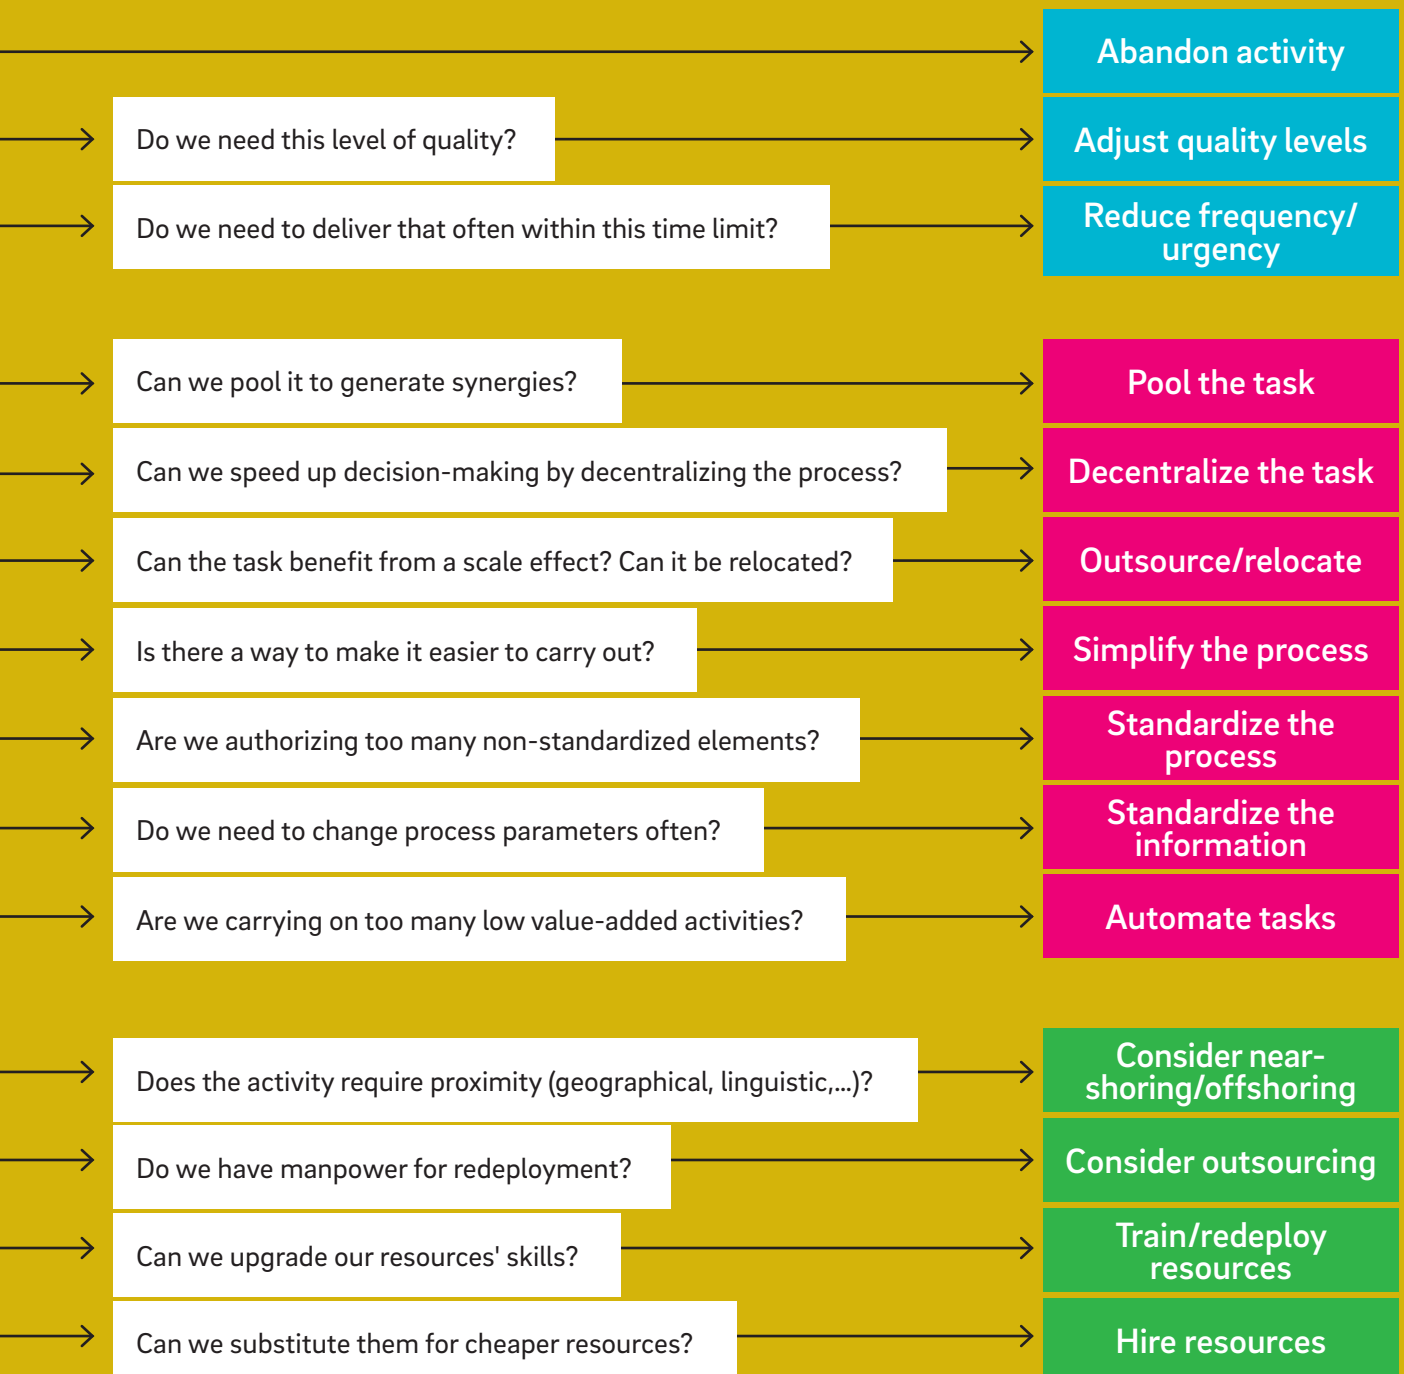 Abandon activity
Do we need this level of quality?
Adjust quality levels
Do we need to deliver that often within this time limit?
Reduce frequency/
urgency
Can we pool it to generate synergies?
Pool the task
Can we speed up decision-making by decentralizing the process?
Decentralize the task
Can the task benefit from a scale effect? Can it be relocated?
Outsource/relocate
Is there a way to make it easier to carry out?
Simplify the process
Are we authorizing too many non-standardized elements?
Standardize the
process
Do we need to change process parameters often?
Standardize the
information
Are we carrying on too many low value-added activities?
Automate tasks
Does the activity require proximity (geographical, linguistic,...)?
Consider near-
shoring/offshoring
Do we have manpower for redeployment?
Consider outsourcing
Can we upgrade our resources' skills?
Train/redeploy
resources
Can we substitute them for cheaper resources?
Hire resources